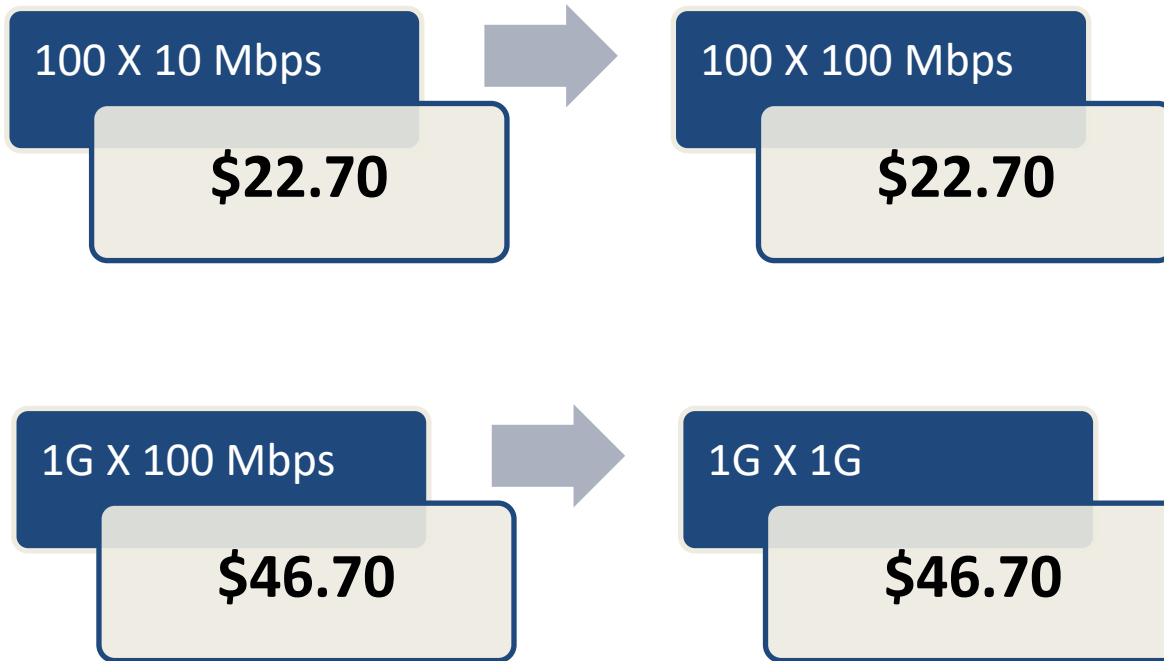 100 X 10 Mbps
100 X 100 Mbps
$22.70
$22.70
1G X 100 Mbps
1G X 1G
$46.70
$46.70